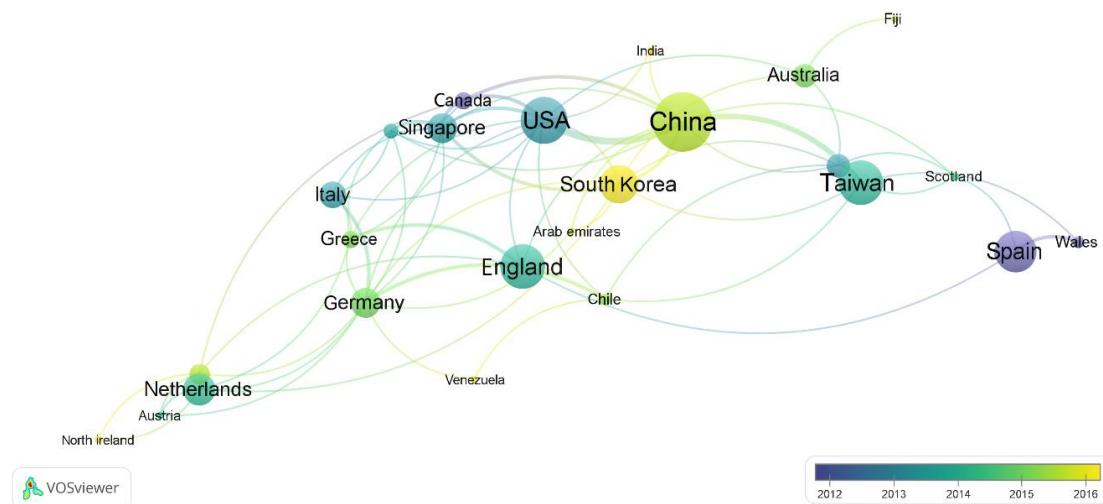 Fiji
India
Australia
Canada
Singapore
USA
China
Italy
South Korea
Taiwan
Scotland
Greece
Arab emirates
England
Spain
Wales
Germany
Chile
Venezuela
Netherlands
Austria
North ireland
VOSviewer
2012 2013 2014 2015 2016